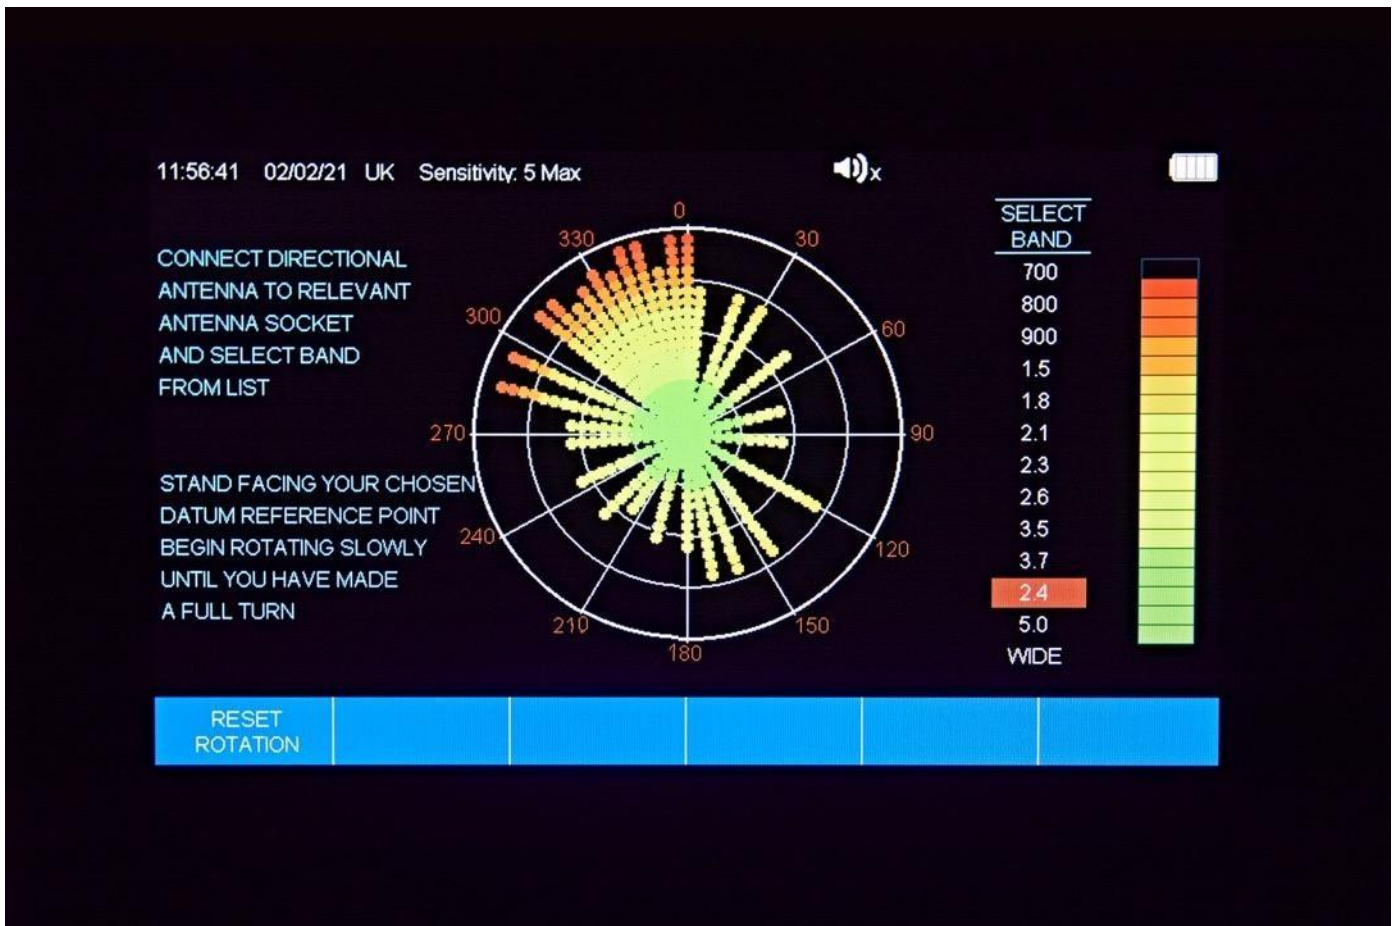 11:56:41 02/02/21 UK Sensitivity: 5 Max
x
CONNECT DIRECTIONAL
ANTENNA TO RELEVANT
ANTENNA SOCKET
AND SELECT BAND
FROM LIST
STAND FACING YOUR CHOSEN
DATUM REFERENCE POINT
BEGIN ROTATING SLOWLY
UNTIL YOU HAVE MADE
A FULL TURN
0
30
60
90
120
150
180
210
240
270
300
330
SELECT
BAND
700
800
900
1.5
1.8
2.1
2.3
2.6
3.5
3.7
2.4
5.0
WIDE
RESET
ROTATION